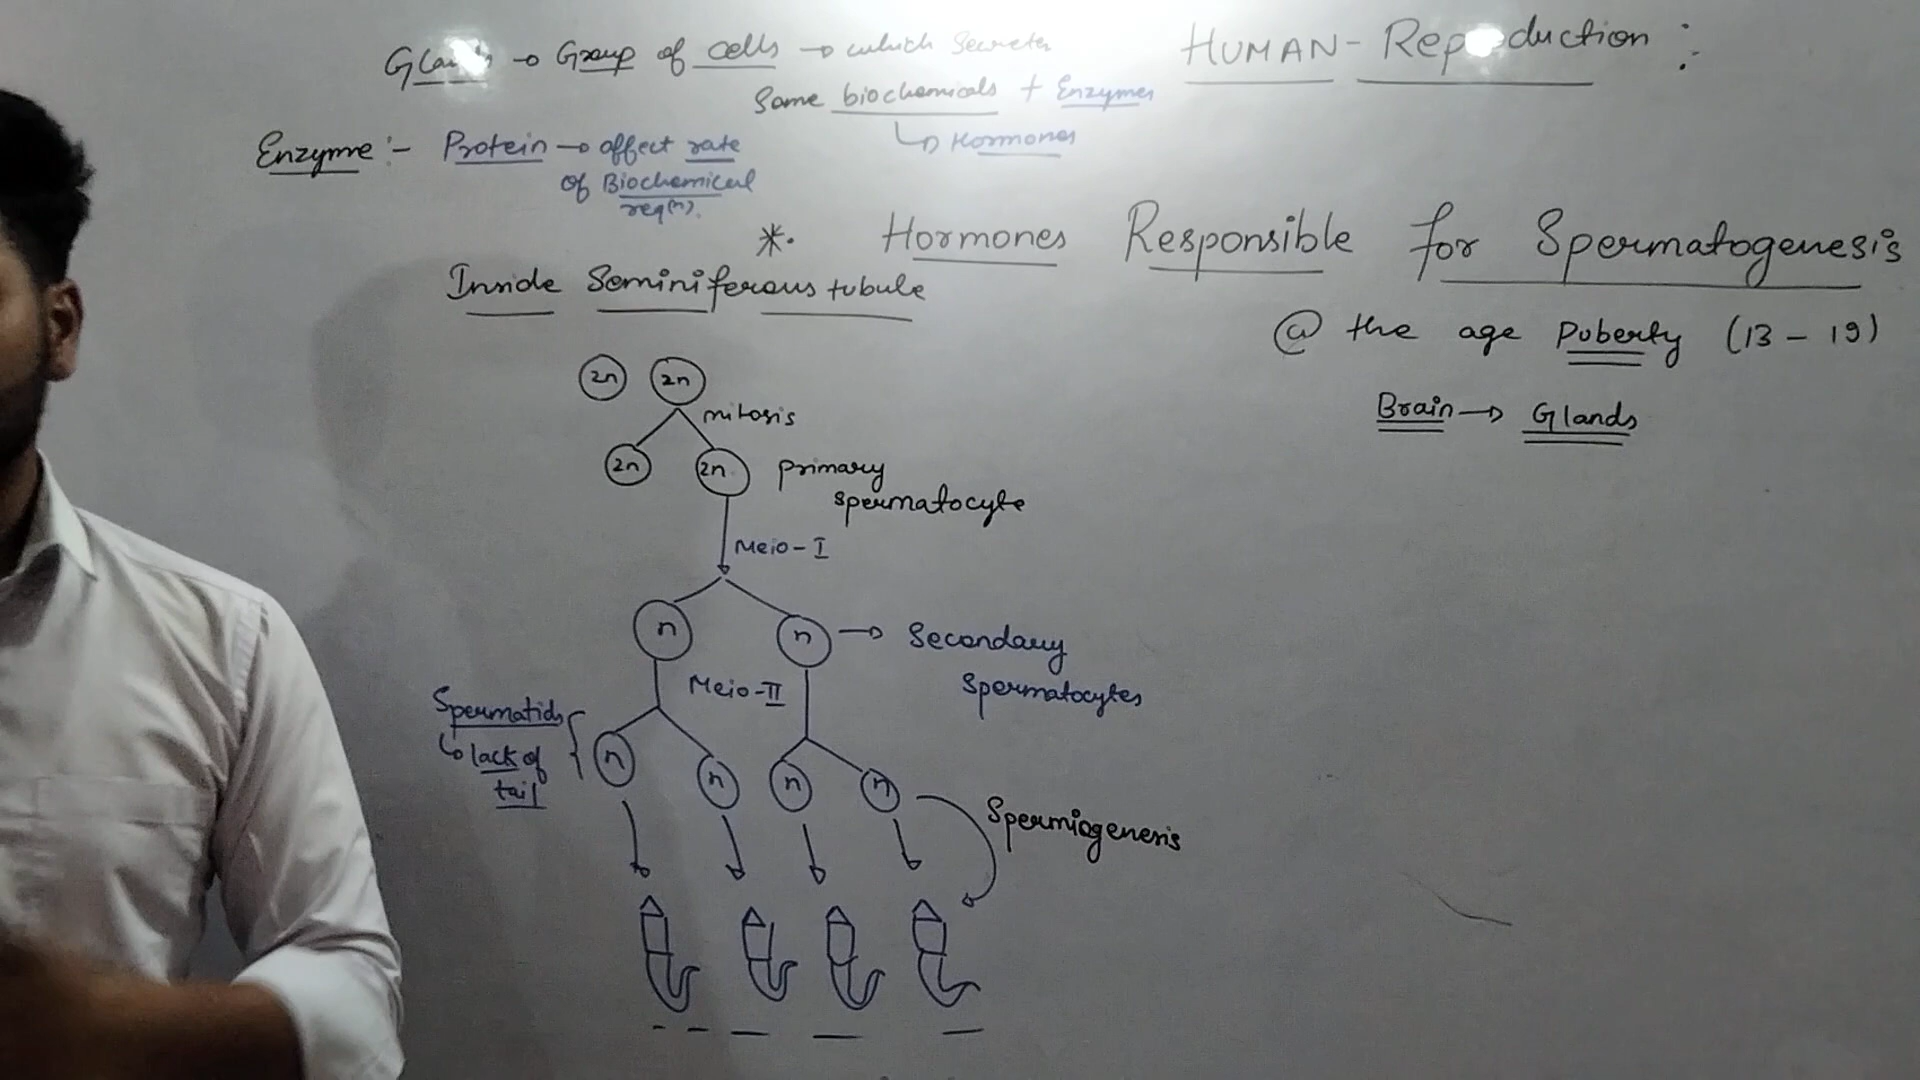 HUMAN - Reproduction :
Glands → Group of cells → which Secretes
Some biochemicals + Enzymes
↳ Hormones
Enzyme :- Protein → affect rate
of Biochemical
reqⁿ⁾.
*. Hormones Responsible for Spermatogenesis
@ the age Puberty (13 - 19)
Brain → Glands
Inside Seminiferous tubule
2n 2n
mitosis
2n 2n Primary
spermatocyte
Meio - I
n n → Secondary
spermatocytes
Meio - II
Spermatids
↳ lack of
tail
n n n n
Spermiogenesis